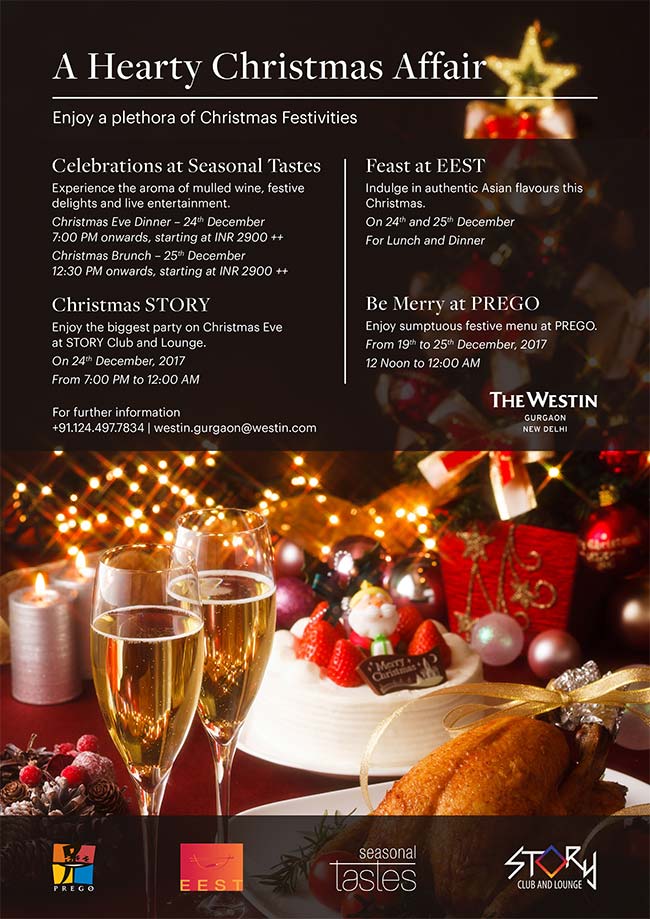 A Hearty Christmas Affair
Enjoy a plethora of Christmas Festivities
Celebrations at Seasonal Tastes
Experience the aroma of mulled wine, festive
delights and live entertainment.
Christmas Eve Dinner – 24th December
7:00 PM onwards, starting at INR 2900 ++
Christmas Brunch – 25th December
12:30 PM onwards, starting at INR 2900 ++
Christmas STORY
Enjoy the biggest party on Christmas Eve
at STORY Club and Lounge.
On 24th December, 2017
From 7:00 PM to 12:00 AM
Feast at EEST
Indulge in authentic Asian flavours this
Christmas.
On 24th and 25th December
For Lunch and Dinner
Be Merry at PREGO
Enjoy sumptuous festive menu at PREGO.
From 19th to 25th December, 2017
12 Noon to 12:00 AM
For further information
+91.124.497.7834 | westin.gurgaon@westin.com
THE WESTIN
GURGAON
NEW DELHI
Merry
Christmas
PREGO
EEST
seasonal
tastes
STORY
CLUB AND LOUNGE